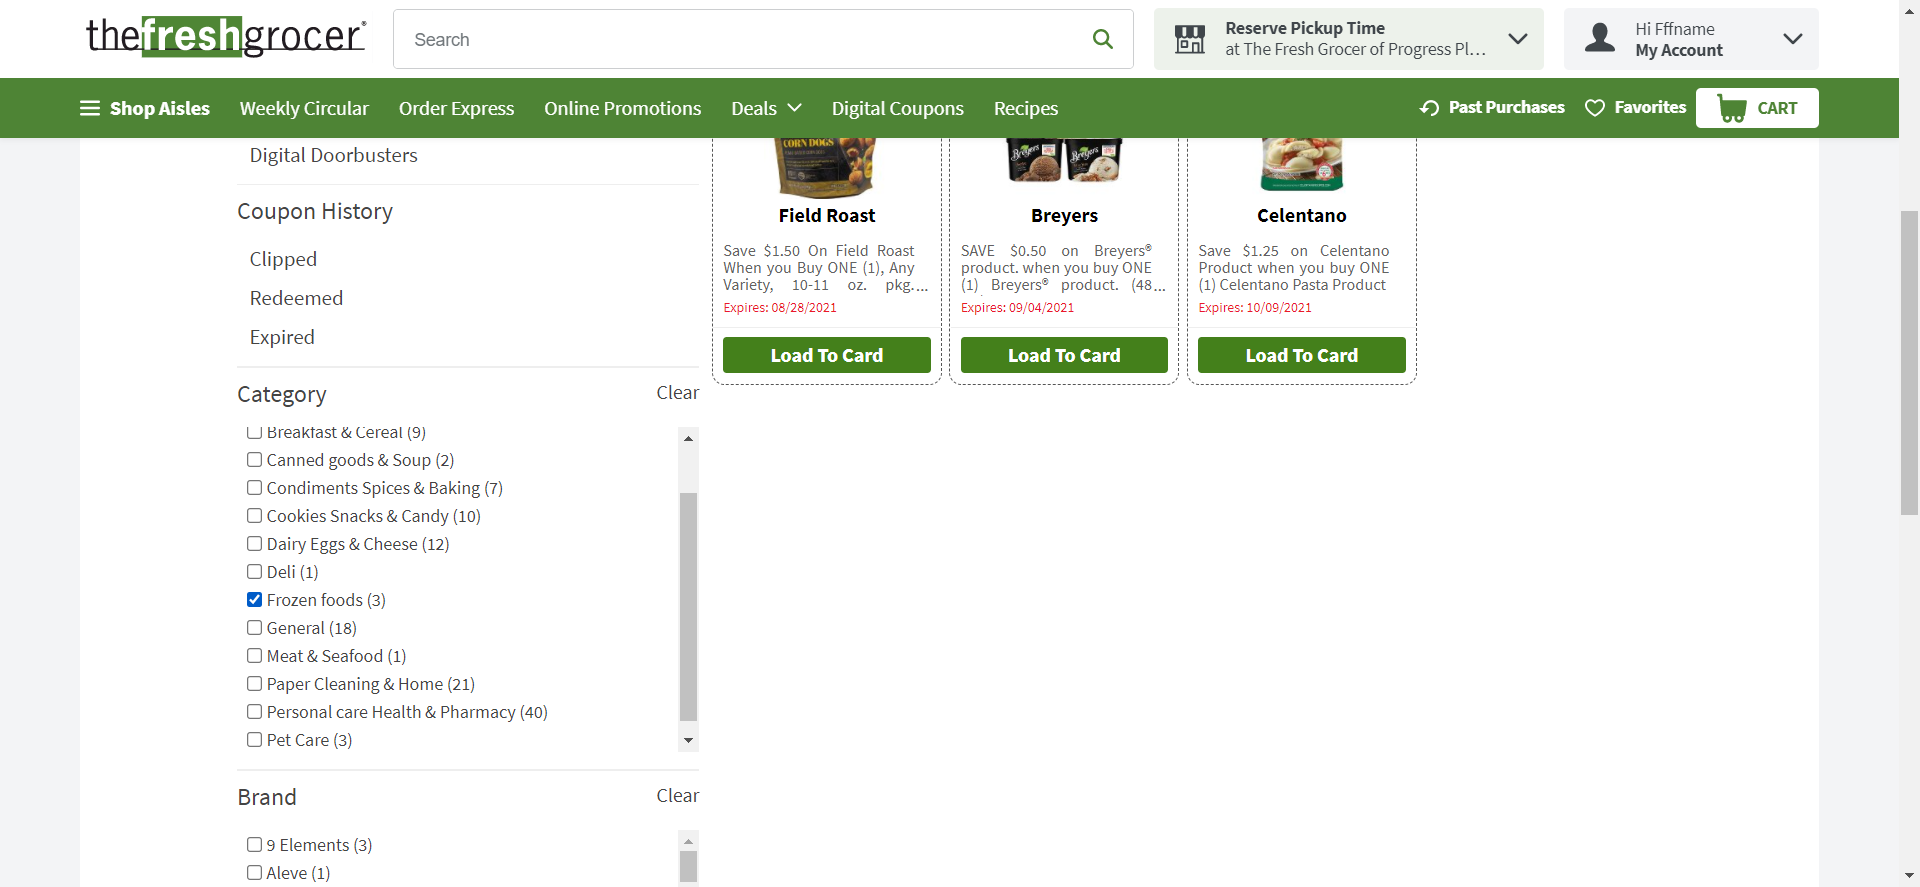 thefreshgrocer®
Search
Reserve Pickup Time
at The Fresh Grocer of Progress Pl...
Hi Fffname
My Account
Shop Aisles
Weekly Circular
Order Express
Online Promotions
Deals
Digital Coupons
Recipes
Past Purchases
Favorites
CART
Digital Doorbusters
Coupon History
Clipped
Redeemed
Expired
Category
Clear
Breakfast & Cereal (9)
Canned goods & Soup (2)
Condiments Spices & Baking (7)
Cookies Snacks & Candy (10)
Dairy Eggs & Cheese (12)
Deli (1)
Frozen foods (3)
General (18)
Meat & Seafood (1)
Paper Cleaning & Home (21)
Personal care Health & Pharmacy (40)
Pet Care (3)
Brand
Clear
9 Elements (3)
Aleve (1)
CORN DOGS
Field Roast
Save $1.50 On Field Roast
When you Buy ONE (1), Any
Variety, 10-11 oz. pkg....
Expires: 08/28/2021
Load To Card
Breyers
Breyers
Breyers
SAVE $0.50 on Breyers®
product. when you buy ONE
(1) Breyers® product. (48...
Expires: 09/04/2021
Load To Card
Celentano
Save $1.25 on Celentano
Product when you buy ONE
(1) Celentano Pasta Product
Expires: 10/09/2021
Load To Card